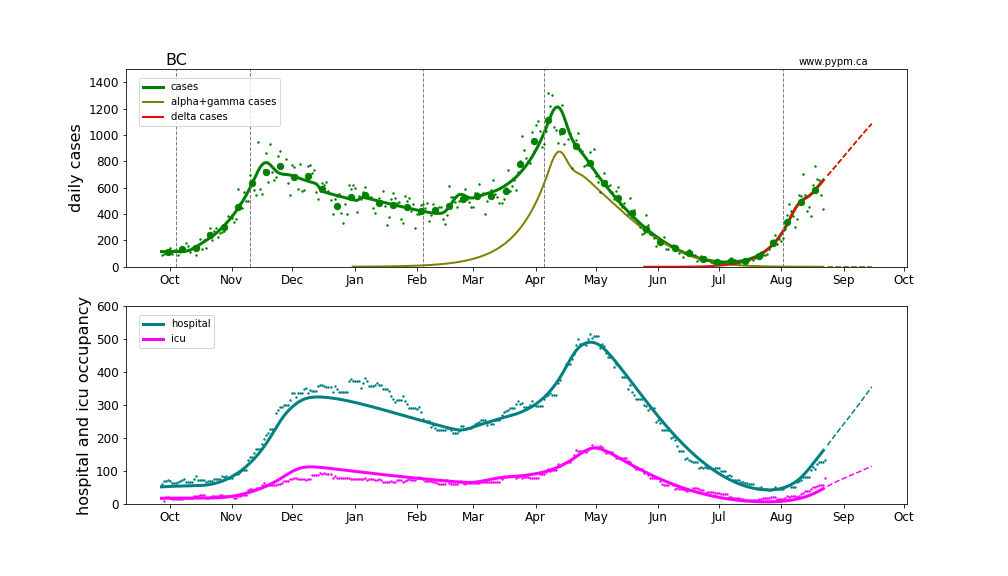 BC
www.pypm.ca
daily cases
1400
1200
1000
800
600
400
200
0
cases
alpha+gamma cases
delta cases
Oct Nov Dec Jan Feb Mar Apr May Jun Jul Aug Sep Oct
hospital and icu occupancy
600
500
400
300
200
100
0
hospital
icu
Oct Nov Dec Jan Feb Mar Apr May Jun Jul Aug Sep Oct